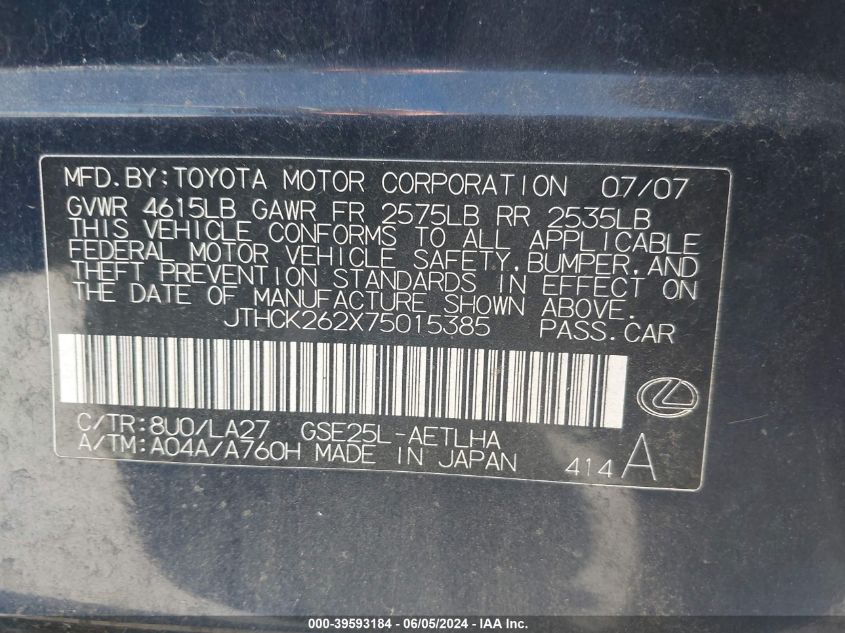 MFD.BY:TOYOTA MOTOR CORPORATION 07/07
GVWR 4615LB GAWR FR 2575LB RR 2535LB
THIS VEHICLE CONFORMS TO ALL APPLICABLE
FEDERAL MOTOR VEHICLE SAFETY,BUMPER,AND
THEFT PREVENTION STANDARDS IN EFFECT ON
THE DATE OF MANUFACTURE SHOWN ABOVE.
JTHCK262X75015385 PASS.CAR
C/TR:8U0/LA27 GSE25L-AETLHA
A/TM:A04A/A760H MADE IN JAPAN 414A
000-39593184 - 06/05/2024 - IAA Inc.